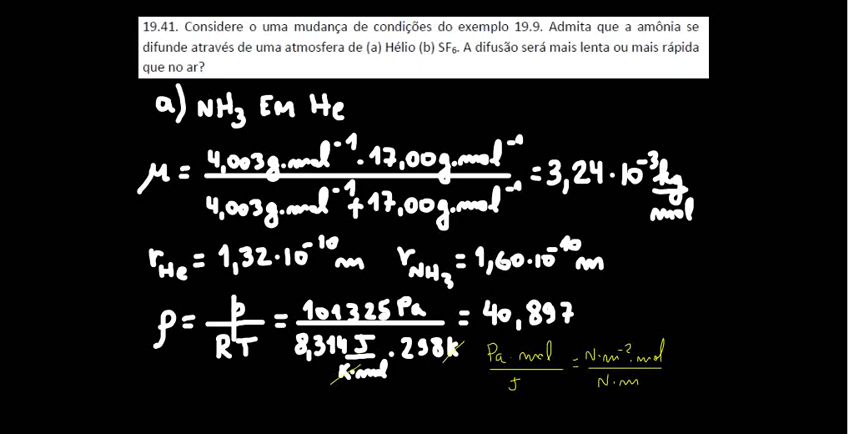 19.41. Considere o uma mudança de condições do exemplo 19.9. Admita que a amônia se
difunde através de uma atmosfera de (a) Hélio (b) SF₆. A difusão será mais lenta ou mais rápida
que no ar?
a) NH₃ Em He
μ = 4,003g.mol⁻¹ . 17,00g.mol⁻¹ / 4,003g.mol⁻¹ + 17,00g.mol⁻¹ = 3,24 · 10⁻³ kg/mol
r_He = 1,32 · 10⁻¹⁰ m r_NH₃ = 1,60 · 10⁻¹⁰ m
ρ = p/RT = 101325 Pa / 8,314 J/K·mol . 298K = 40,897 Pa · mol / J = N·m⁻²·mol / N·m